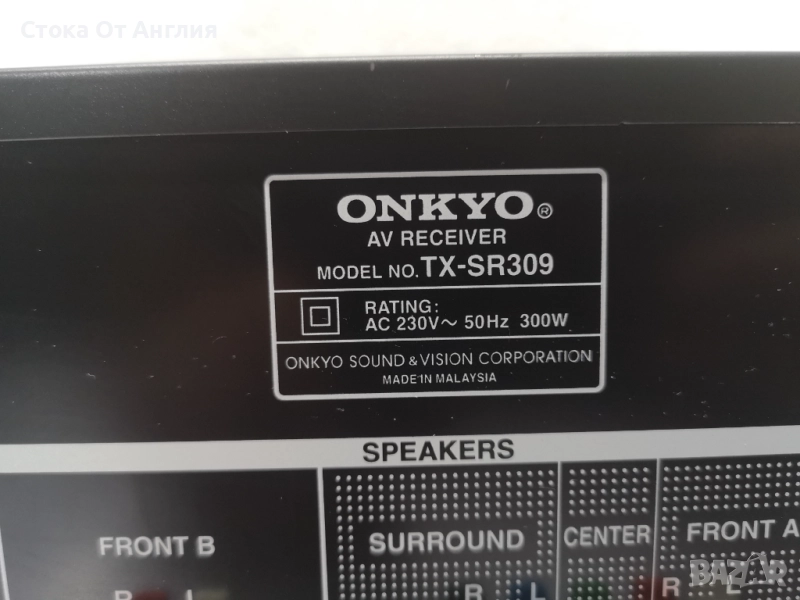 Стока От Англия
ONKYO®
AV RECEIVER
MODEL NO. TX-SR309
RATING:
AC 230V~ 50Hz 300W
ONKYO SOUND & VISION CORPORATION
MADE IN MALAYSIA
SPEAKERS
FRONT B
SURROUND
CENTER
FRONT A
R L
R L
R L
BAZAR